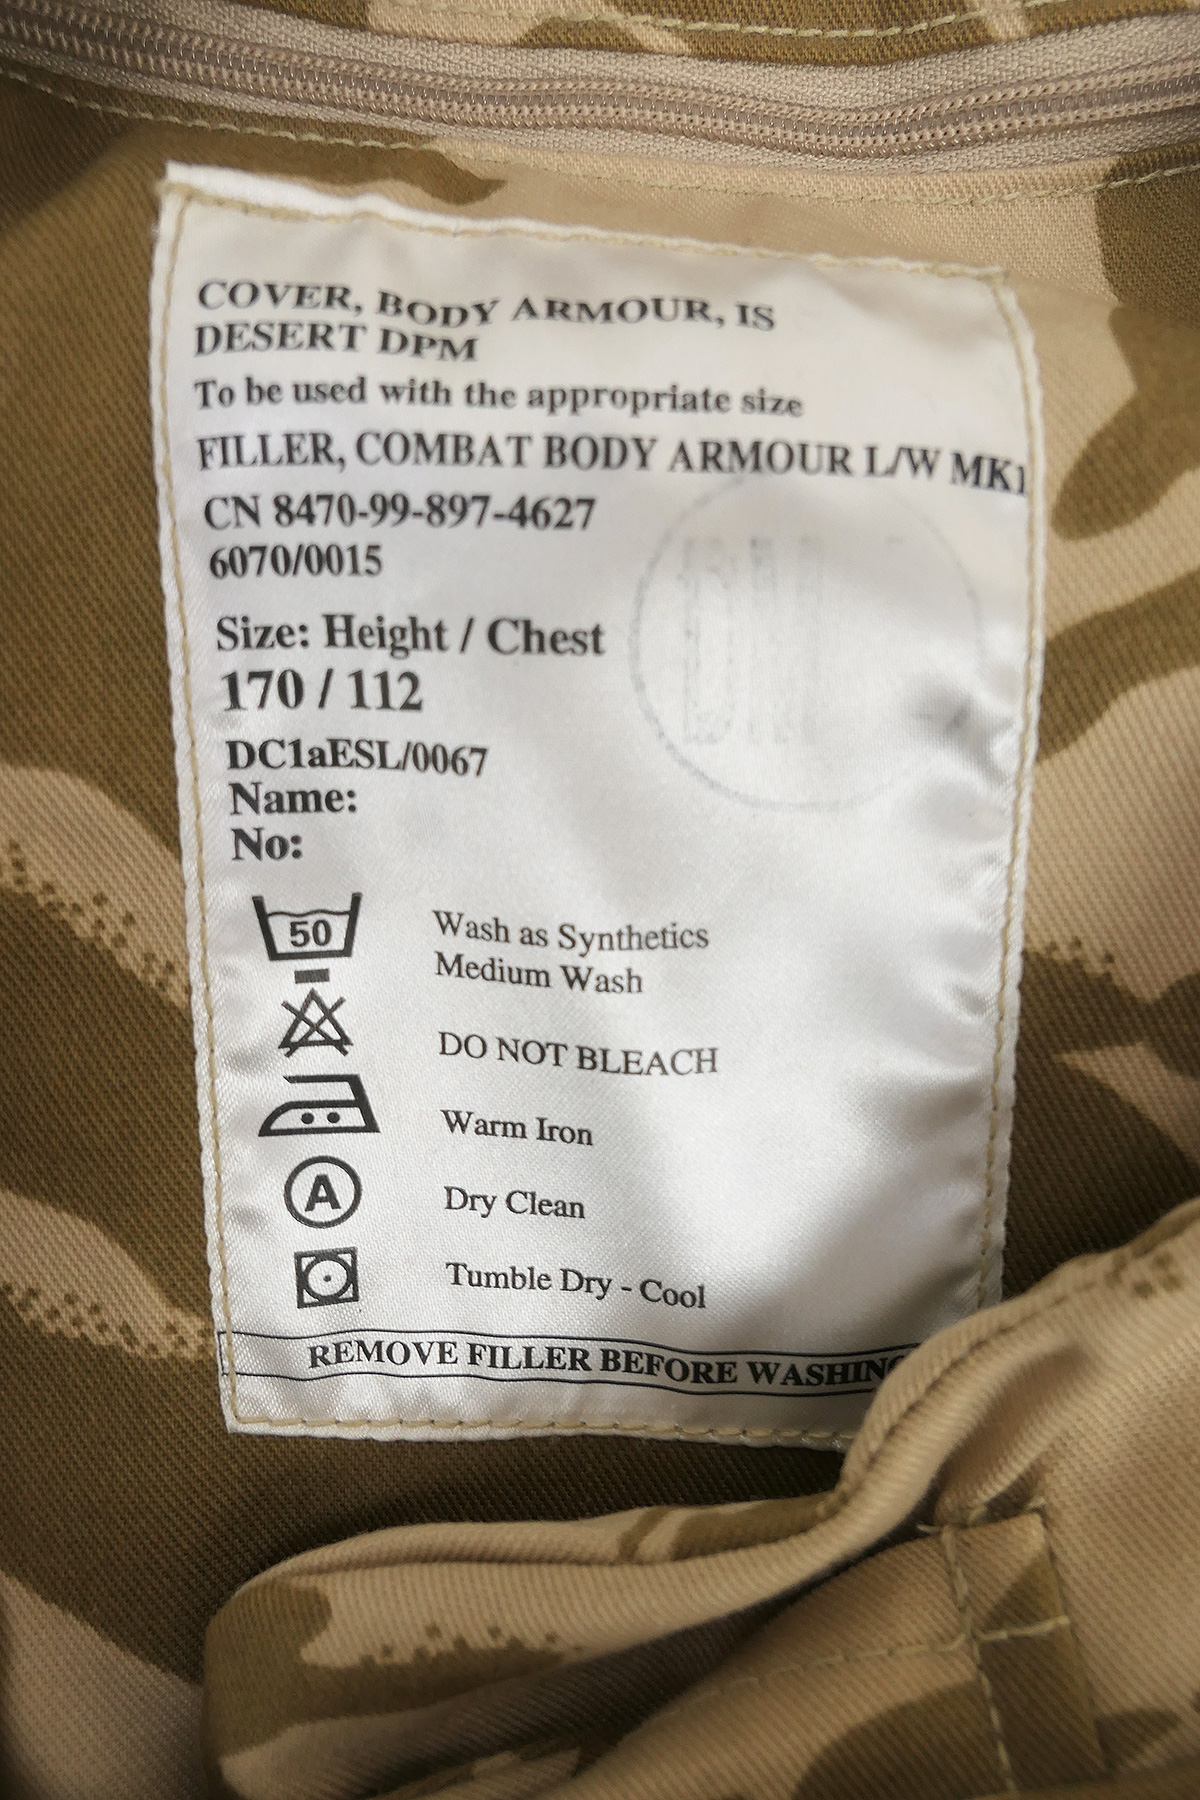 COVER, BODY ARMOUR, IS
DESERT DPM
To be used with the appropriate size
FILLER, COMBAT BODY ARMOUR L/W MK1
CN 8470-99-897-4627
6070/0015
Size: Height / Chest
170 / 112
DC1aESL/0067
Name:
No:
50
Wash as Synthetics
Medium Wash
DO NOT BLEACH
Warm Iron
A
Dry Clean
Tumble Dry - Cool
REMOVE FILLER BEFORE WASHING